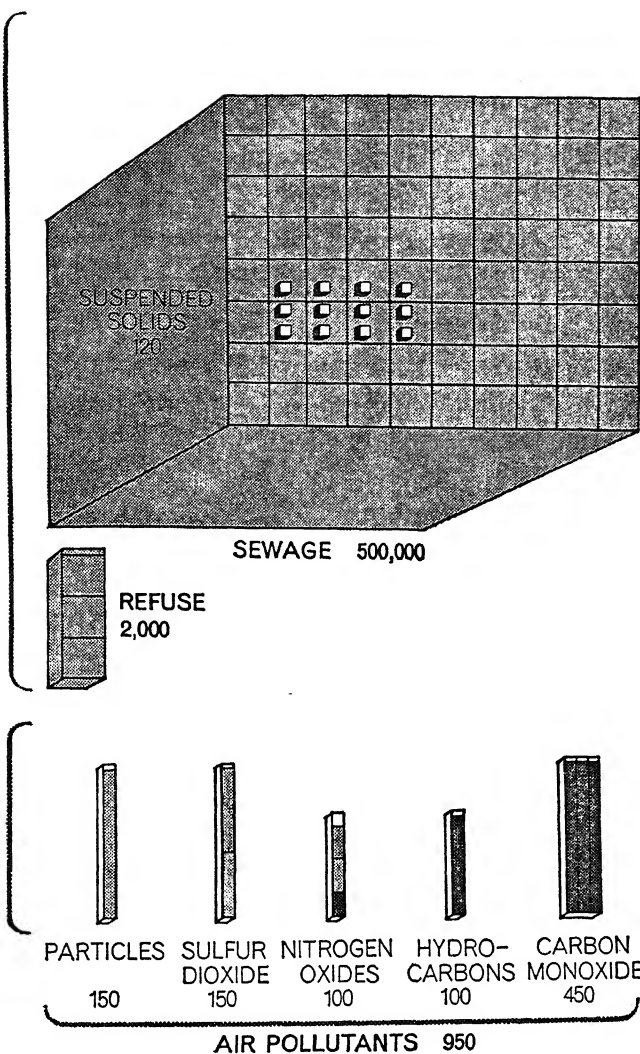 SUSPENDED
SOLIDS
120
SEWAGE 500,000
REFUSE
2,000
PARTICLES
150
SULFUR
DIOXIDE
150
NITROGEN
OXIDES
100
HYDRO-
CARBONS
100
CARBON
MONOXIDE
450
AIR POLLUTANTS 950